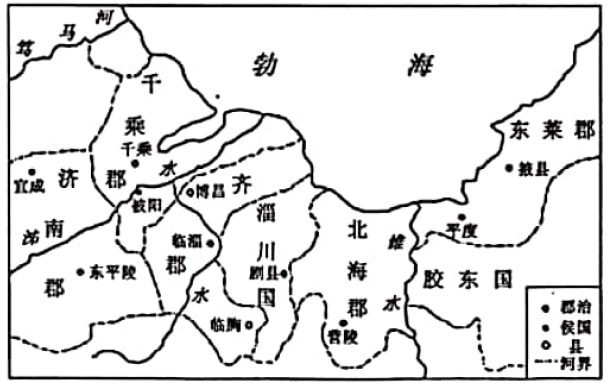 笃马河
勃海
千乘郡
千乘
济南郡
宜成
泲水
被阳
博昌
齐郡
临淄
水
东平陵
临朐
淄川国
剧县
北海郡
营陵
潍水
东莱郡
掖县
平度
胶东国
郡治
侯国
县
河界